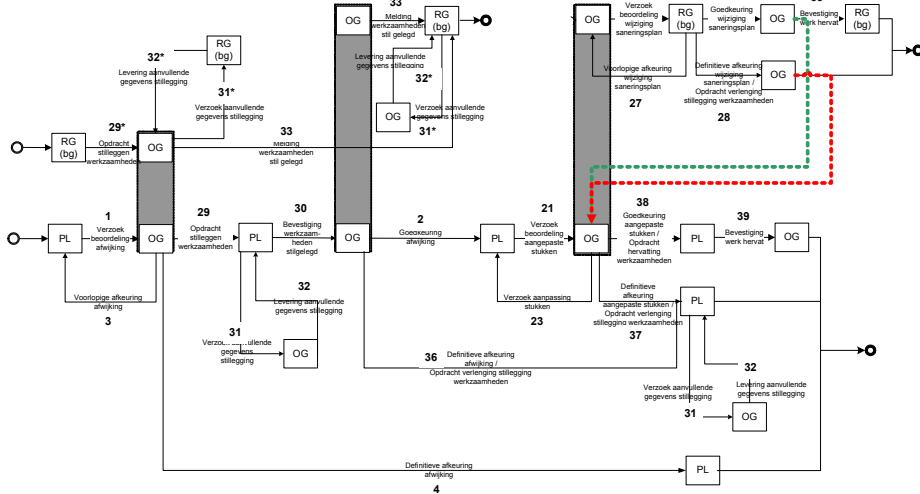 33
OG
Melding
werkzaamheden
stil gelegd
RG
(bg)
OG
Verzoek
beoordeling
wijziging
saneringsplan
RG
(bg)
Goedkeuring
wijziging
saneringsplan
OG
Bevestiging
werk hervat
RG
(bg)
32*
RG
(bg)
Levering aanvullende
gegevens stillegging
31*
Verzoek aanvullende
gegevens stillegging
Levering aanvullende
gegevens stillegging
32*
OG
Verzoek aanvullende
gegevens stillegging
31*
Voorlopige afkeuring
wijziging
saneringsplan
27
Definitieve afkeuring
wijziging
saneringsplan /
Opdracht verlenging
stillegging werkzaamheden
28
OG
29*
RG
(bg)
Opdracht
stilleggen
werkzaamheden
OG
33
Melding
werkzaamheden
stil gelegd
1
PL
Verzoek
beoordeling
afwijking
OG
29
Opdracht
stilleggen
werkzaamheden
PL
30
Bevestiging
werkzaam-
heden
stilgelegd
OG
2
Goedkeuring
afwijking
PL
21
Verzoek
beoordeling
aangepaste
stukken
OG
38
Goedkeuring
aangepaste
stukken /
Opdracht
hervatting
werkzaamheden
PL
39
Bevestiging
werk hervat
OG
Voorlopige afkeuring
afwijking
3
32
Levering aanvullende
gegevens stillegging
31
Verzoek aanvullende
gegevens
stillegging
OG
Verzoek aanpassing
stukken
23
Definitieve
afkeuring
aangepaste stukken /
Opdracht verlenging
stillegging werkzaamheden
37
PL
36
Definitieve afkeuring
afwijking /
Opdracht verlenging stillegging
werkzaamheden
32
Verzoek aanvullende
gegevens stillegging
Levering aanvullende
gegevens stillegging
31
OG
Definitieve afkeuring
afwijking
4
PL